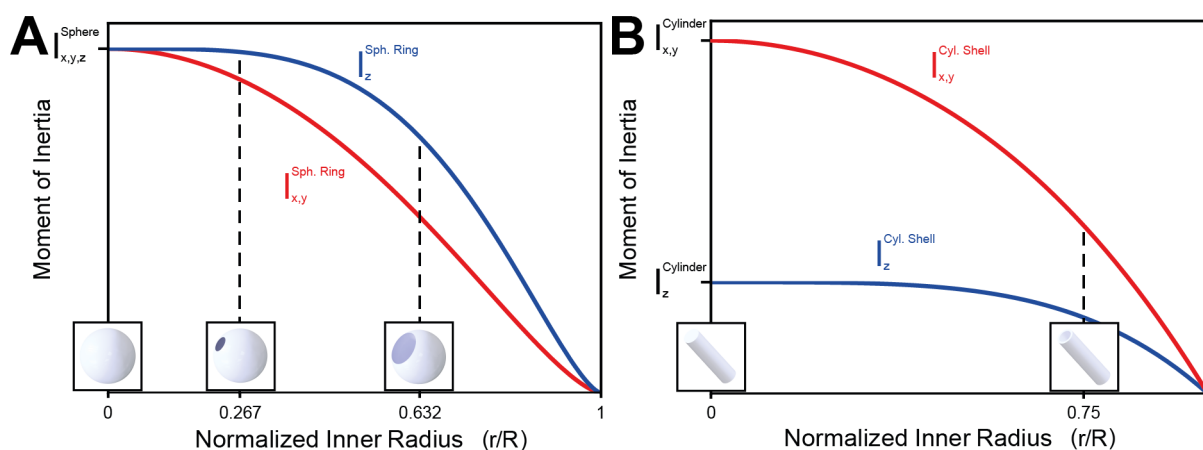 A
I Sphere x,y,z
I Sph. Ring z
I Sph. Ring x,y
Moment of Inertia
0
0.267
0.632
1
Normalized Inner Radius (r/R)
B
I Cylinder x,y
I Cyl. Shell x,y
I Cyl. Shell z
I Cylinder z
Moment of Inertia
0
0.75
Normalized Inner Radius (r/R)